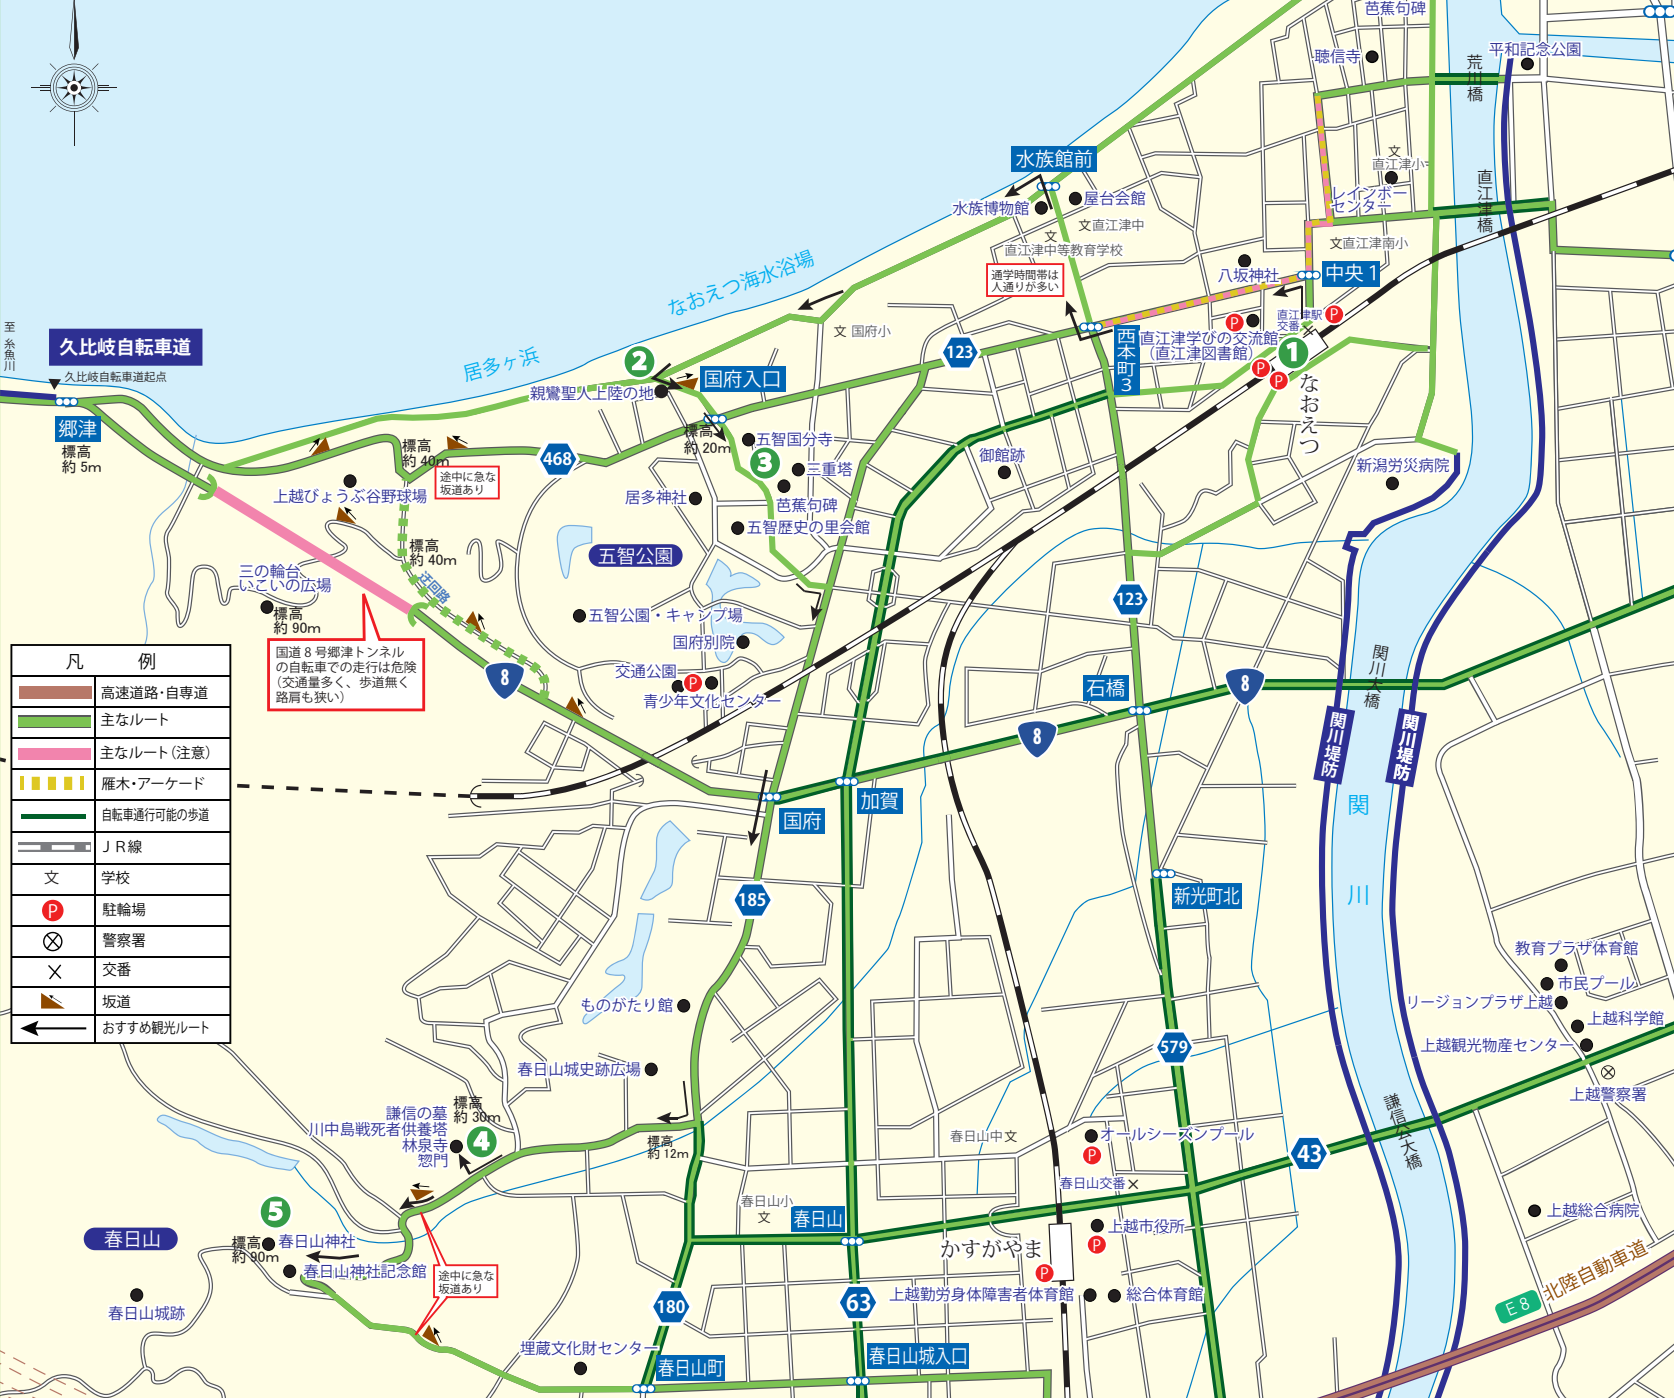 芭蕉句碑
聴信寺
荒川橋
平和記念公園
水族館前
水族博物館
屋台会館
文直江津中
文
直江津中等教育学校
文
直江津小
レインボー
センター
直江津橋
文直江津南小
通学時間帯は
人通りが多い
八坂神社
中央1
なおえつ海水浴場
文 国府小
居多ヶ浜
至 糸魚川
久比岐自転車道
久比岐自転車道起点
郷津
標高
約 5m
2
親鸞聖人上陸の地
国府入口
123
西本町3
直江津学びの交流館
(直江津図書館)
直江津駅
交番
P
P
P
P
1
なおえつ
標高
約 40m
468
途中に急な
坂道あり
標高
約 20m
五智国分寺
3
三重塔
芭蕉句碑
居多神社
五智歴史の里会館
御館跡
新潟労災病院
上越びょうぶ谷野球場
標高
約 40m
迂回路
三の輪台
いこいの広場
標高
約 90m
五智公園
五智公園・キャンプ場
国府別院
交通公園
P
青少年文化センター
123
国道8号郷津トンネル
の自転車での走行は危険
(交通量多く、歩道無く
路肩も狭い)
8
石橋
8
8
関川大橋
関川堤防
関川堤防
関川
凡例
高速道路・自専道
主なルート
主なルート(注意)
雁木・アーケード
自転車通行可能の歩道
JR線
文 学校
P 駐輪場
警察署
交番
坂道
おすすめ観光ルート
国府
加賀
185
新光町北
ものがたり館
春日山城史跡広場
579
教育プラザ体育館
市民プール
リージョンプラザ上越
上越科学館
上越観光物産センター
上越警察署
謙信公大橋
43
謙信の墓
川中島戦死者供養塔
林泉寺
惣門
標高
約 30m
4
標高
約 12m
春日山中文
オールシーズンプール
P
春日山交番
春日山小
文
春日山
上越市役所
P
かすがやま
P
上越勤労身体障害者体育館
総合体育館
上越総合病院
5
春日山
標高
約 90m
春日山神社
春日山神社記念館
春日山城跡
途中に急な
坂道あり
180
63
埋蔵文化財センター
春日山町
春日山城入口
E8
北陸自動車道